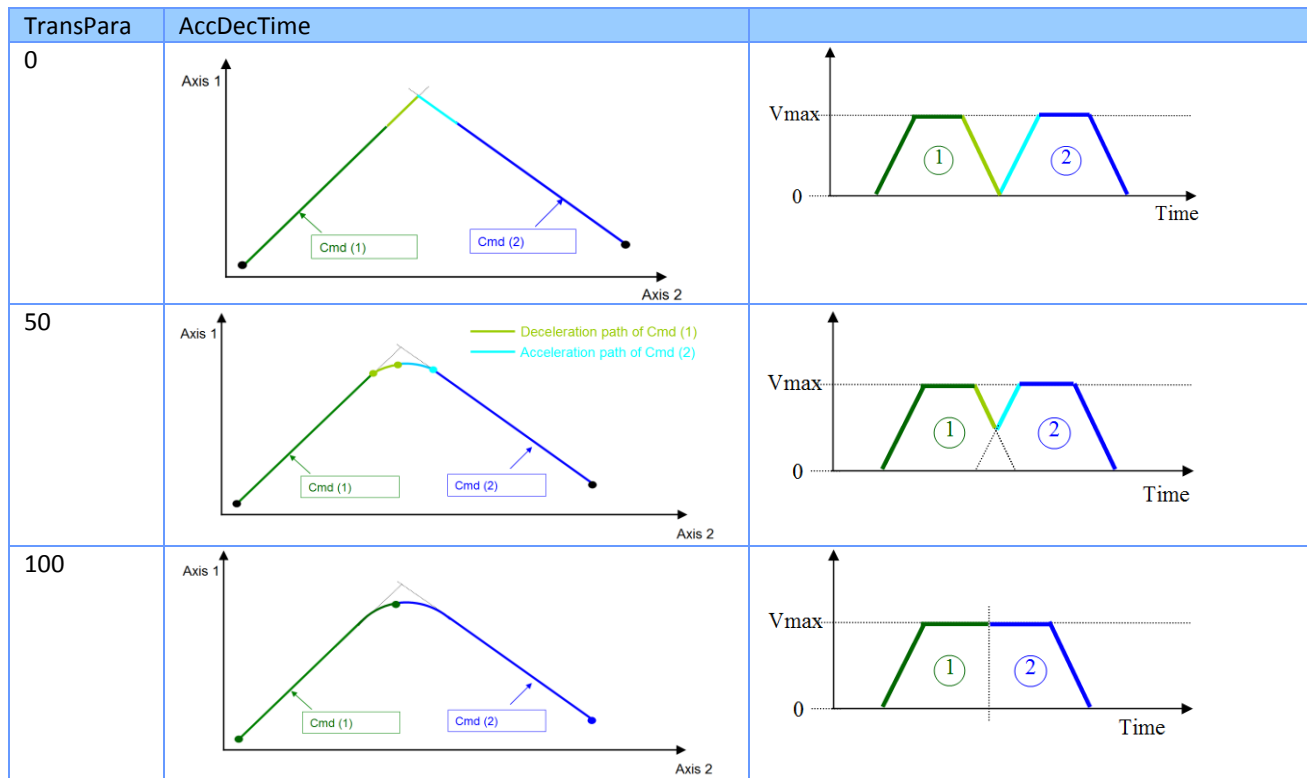 TransPara AccDecTime
0
Axis 1
Cmd (1)
Cmd (2)
Axis 2
Vmax
1
2
0
Time
50
Axis 1
Deceleration path of Cmd (1)
Acceleration path of Cmd (2)
Cmd (1)
Cmd (2)
Axis 2
Vmax
1
2
0
Time
100
Axis 1
Cmd (1)
Cmd (2)
Axis 2
Vmax
1
2
0
Time